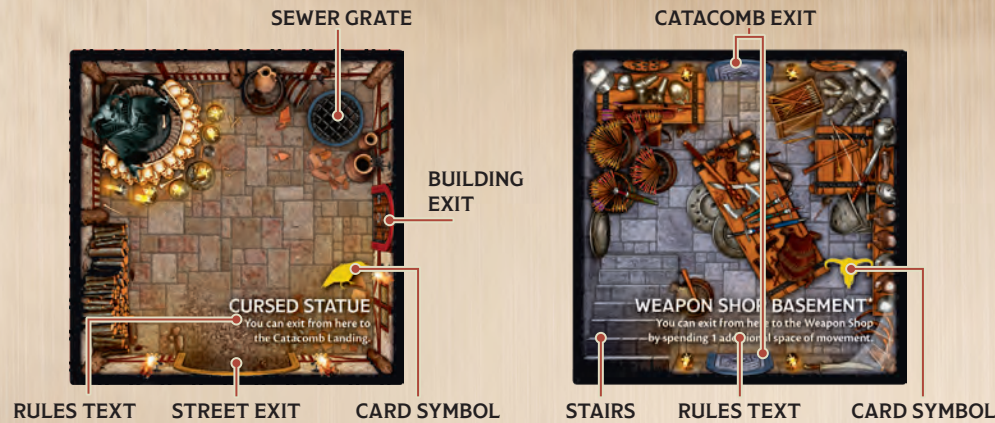 SEWER GRATE
CATACOMB EXIT
BUILDING
EXIT
CURSED STATUE
You can exit from here to
the Catacomb Landing.
WEAPON SHOP BASEMENT*
You can exit from here to the Weapon Shop
by spending 1 additional space of movement.
RULES TEXT
STREET EXIT
CARD SYMBOL
STAIRS
RULES TEXT
CARD SYMBOL